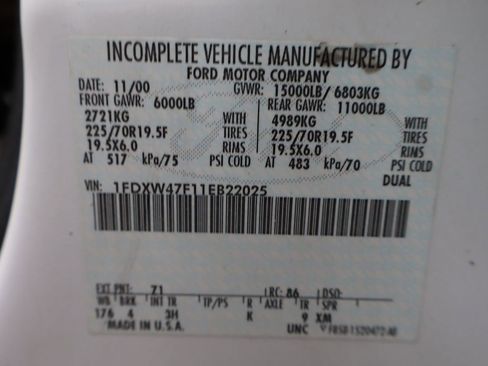 INCOMPLETE VEHICLE MANUFACTURED BY
FORD MOTOR COMPANY
DATE: 11/00 GVWR: 15000LB/ 6803KG
FRONT GAWR: 6000LB REAR GAWR: 11000LB
2721KG WITH 4989KG WITH
225/70R19.5F TIRES 225/70R19.5F TIRES
19.5X6.0 RIMS 19.5X6.0 RIMS
AT 517 kPa/75 PSI COLD AT 483 kPa/70 PSI COLD
DUAL
VIN: 1FDXW47F11EB22025
EXT PNT: 71 RC: 86 DSO:
WB BRK INT TR TP/PS R AXLE TR SPR
176 4 3H K 9 XM
MADE IN U.S.A. UNC